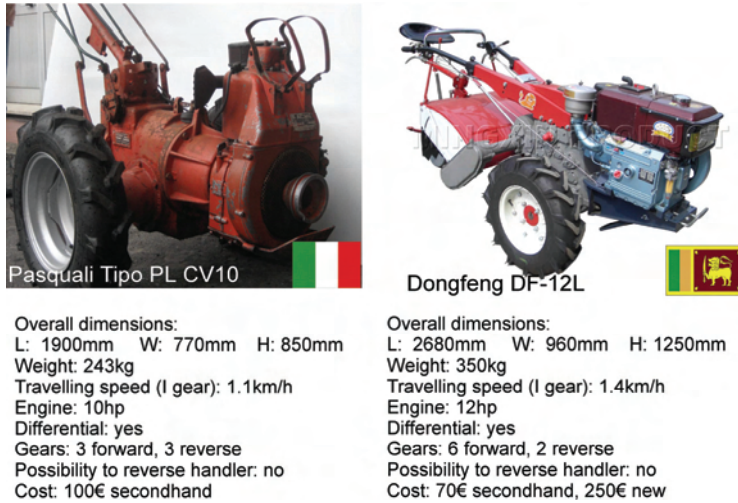 MINGYUE PRODUCT
Pasquali Tipo PL CV10
Dongfeng DF-12L
Overall dimensions:
L: 1900mm W: 770mm H: 850mm
Weight: 243kg
Travelling speed (I gear): 1.1km/h
Engine: 10hp
Differential: yes
Gears: 3 forward, 3 reverse
Possibility to reverse handler: no
Cost: 100€ secondhand
Overall dimensions:
L: 2680mm W: 960mm H: 1250mm
Weight: 350kg
Travelling speed (I gear): 1.4km/h
Engine: 12hp
Differential: yes
Gears: 6 forward, 2 reverse
Possibility to reverse handler: no
Cost: 70€ secondhand, 250€ new